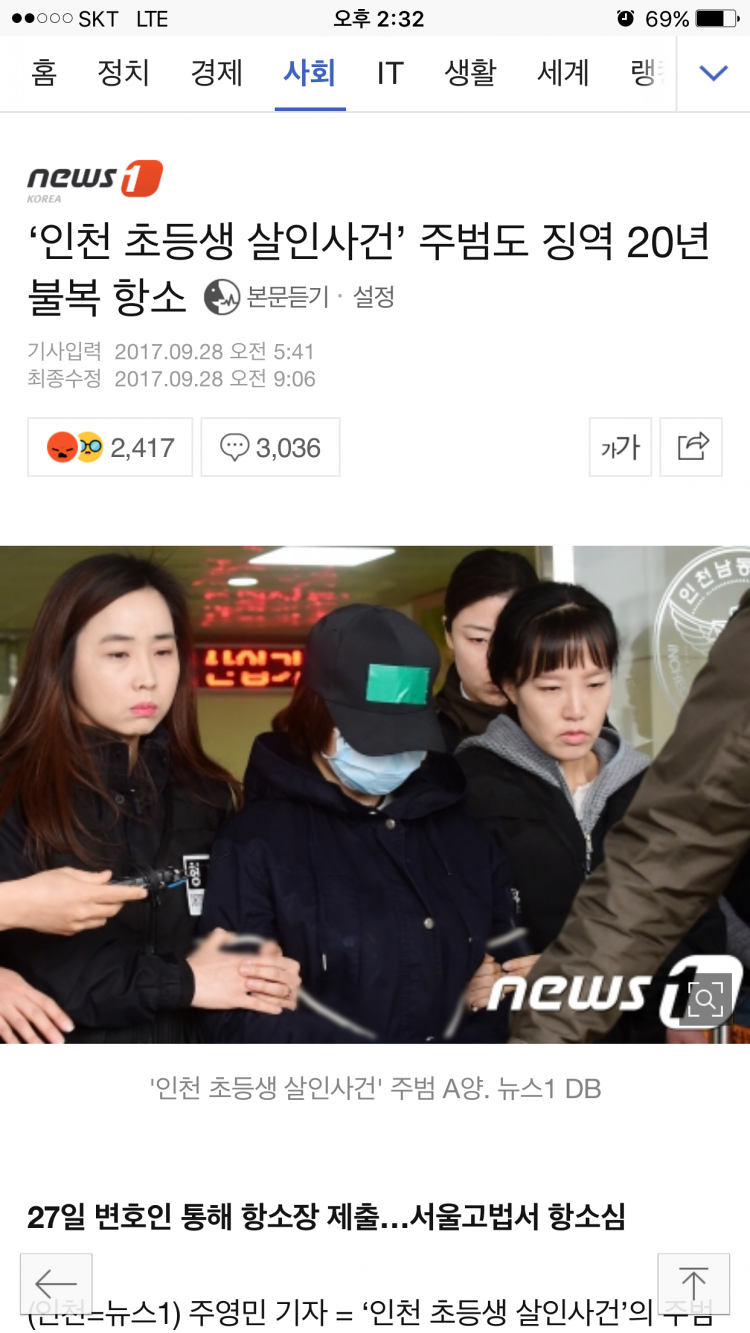 SKT LTE 오후 2:32 69%
홈 정치 경제 사회 IT 생활 세계
news1
KOREA
‘인천 초등생 살인사건’ 주범도 징역 20년
불복 항소 본문듣기 · 설정
기사입력 2017.09.28 오전 5:41
최종수정 2017.09.28 오전 9:06
2,417 3,036 가가
인천남동
news1
'인천 초등생 살인사건' 주범 A양. 뉴스1 DB
27일 변호인 통해 항소장 제출...서울고법서 항소심
(인천=뉴스1) 주영민 기자 = ‘인천 초등생 살인사건’의 주범